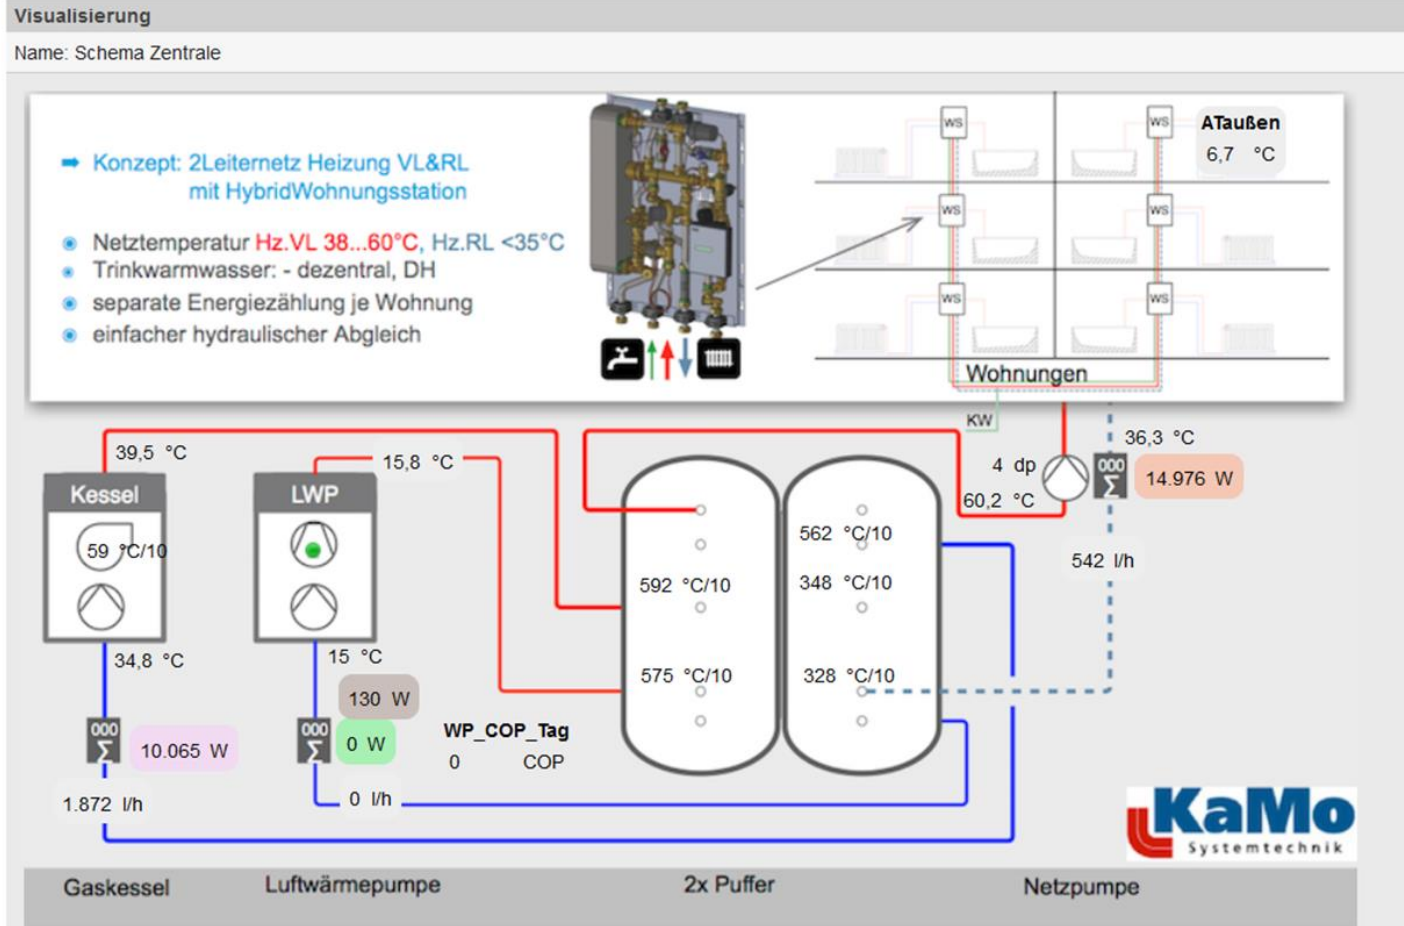 Visualisierung
Name: Schema Zentrale
Konzept: 2Leiternetz Heizung VL&RL
mit HybridWohnungsstation
Netztemperatur Hz.VL 38...60°C, Hz.RL <35°C
Trinkwarmwasser: - dezentral, DH
separate Energiezählung je Wohnung
einfacher hydraulischer Abgleich
WS
WS
ATaußen
6,7 °C
WS
WS
WS
WS
Wohnungen
KW
39,5 °C
15,8 °C
36,3 °C
4 dp
000
Σ
14.976 W
60,2 °C
Kessel
LWP
59 °C/10
562 °C/10
542 l/h
592 °C/10
348 °C/10
34,8 °C
15 °C
575 °C/10
328 °C/10
130 W
000
Σ
10.065 W
000
Σ
0 W
WP_COP_Tag
0 COP
1.872 l/h
0 l/h
KaMo
Systemtechnik
Gaskessel
Luftwärmepumpe
2x Puffer
Netzpumpe